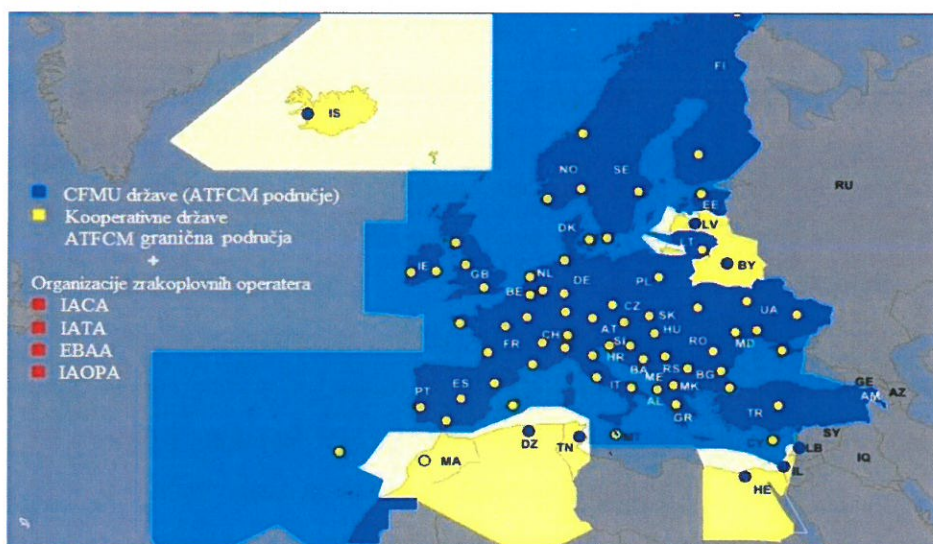 FI
IS
NO
SE
RU
EE
LV
LT
DK
BY
IE
GB
NL
DE
PL
BE
CZ
UA
SK
FR
CH
AT
HU
MD
SI
RO
HR
BA
RS
BG
PT
ES
IT
ME
MK
AL
GR
TR
GE
AZ
AM
MT
CY
SY
LB
IQ
IL
MA
DZ
TN
HE
CFMU države (ATFCM područje)
Kooperativne države
ATFCM granična područja
+
Organizacije zrakoplovnih operatera
IACA
IATA
EBAA
IAOPA